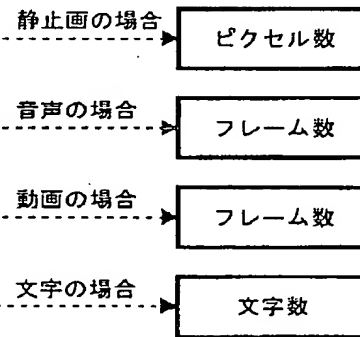 静止画の場合
ピクセル数
音声の場合
フレーム数
動画の場合
フレーム数
文字の場合
文字数